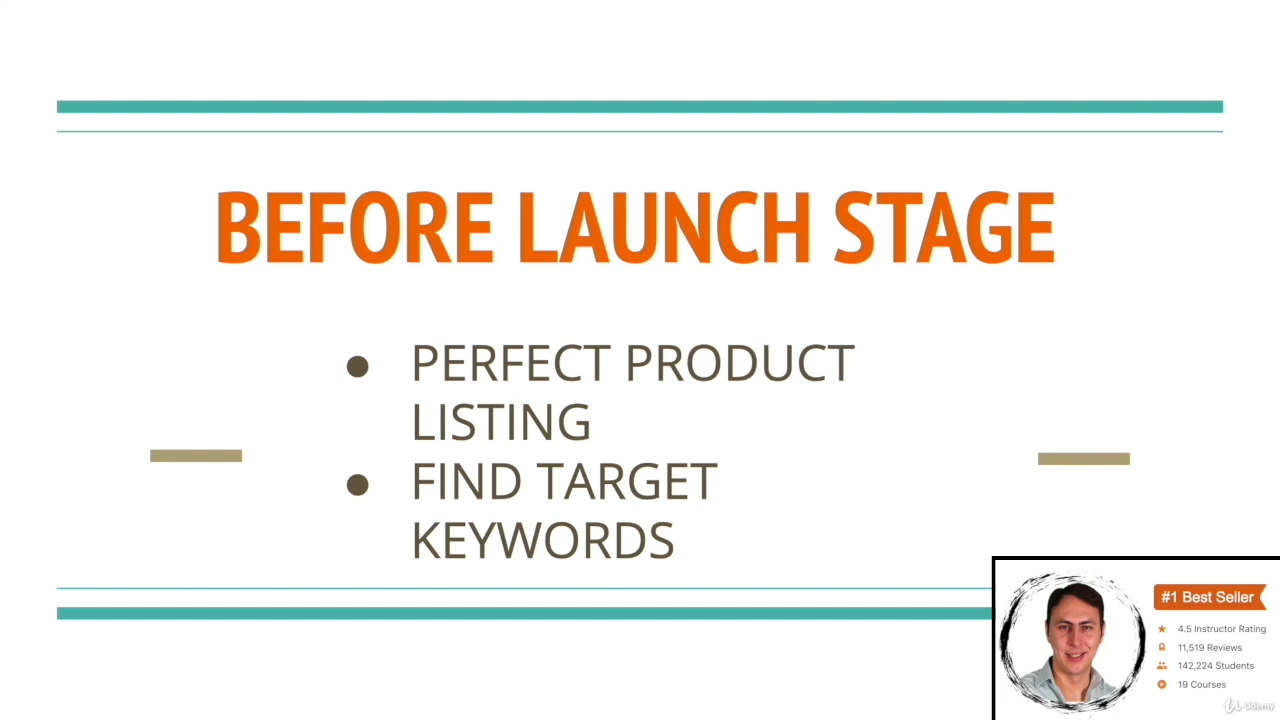 BEFORE LAUNCH STAGE
● PERFECT PRODUCT
LISTING
● FIND TARGET
KEYWORDS
#1 Best Seller
4.5 Instructor Rating
11,519 Reviews
142,224 Students
19 Courses
Udemy